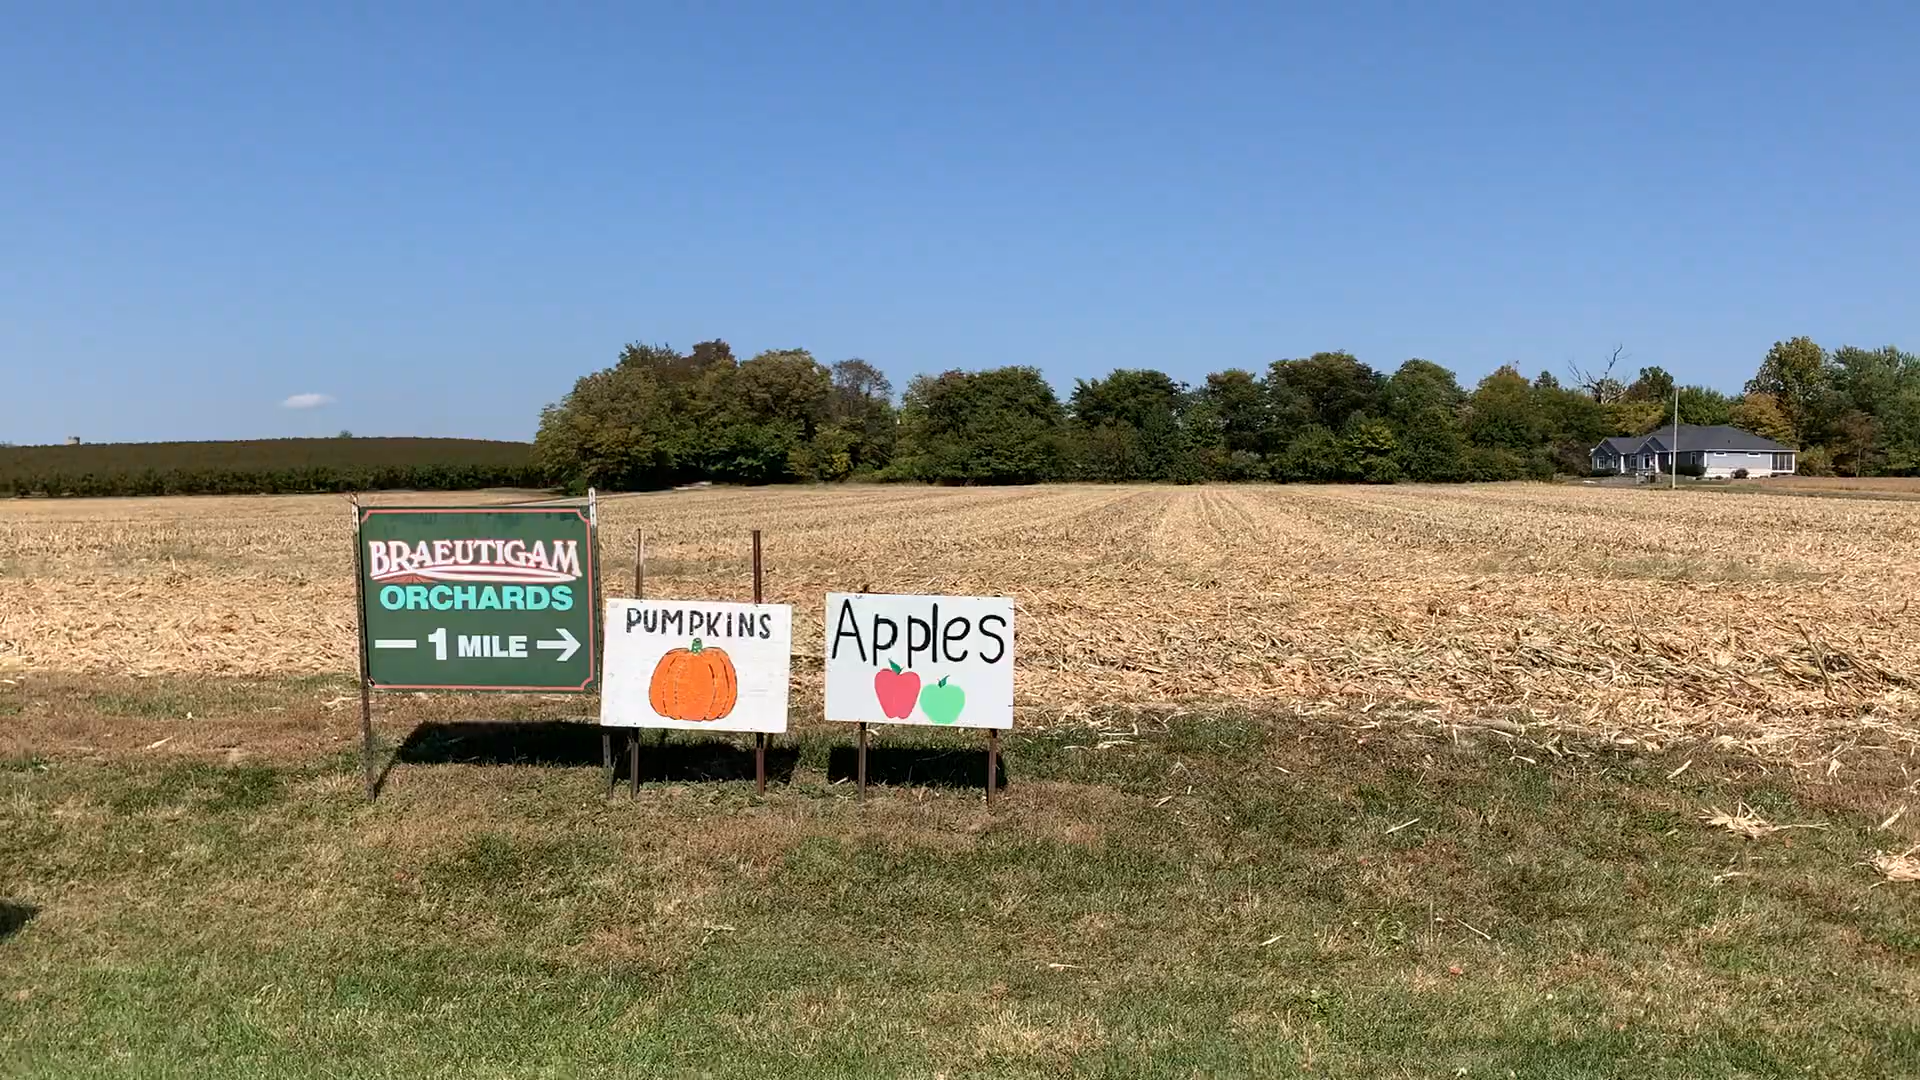 BRAEUTIGAM
ORCHARDS
1 MILE →
PUMPKINS
Apples